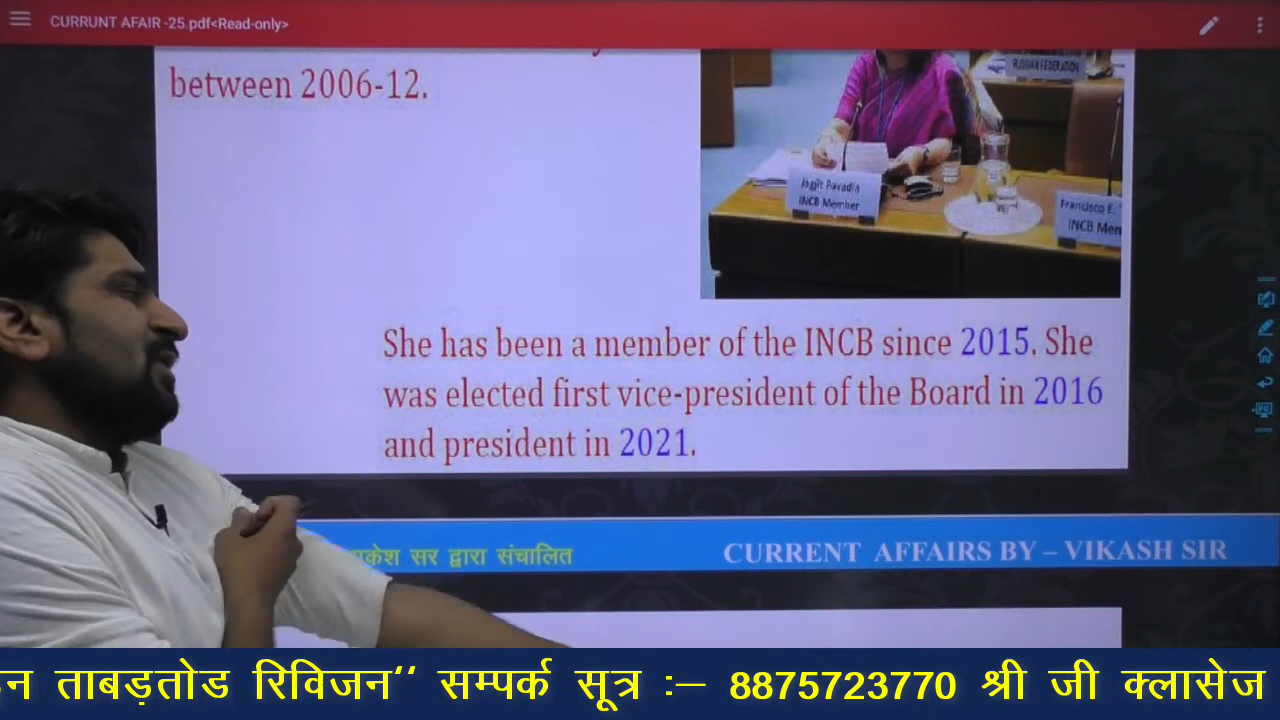 CURRUNT AFAIR -25.pdf<Read-only>
between 2006-12.
RUSSIAN FEDERATION
Jagjit Pavadia
INCB Member
Francisco E.
INCB Mem
She has been a member of the INCB since 2015. She
was elected first vice-president of the Board in 2016
and president in 2021.
सर द्वारा संचालित
CURRENT AFFAIRS BY – VIKASH SIR
ताबड़तोड रिविजन‘‘ सम्पर्क सूत्र :– 8875723770 श्री जी क्लासेज